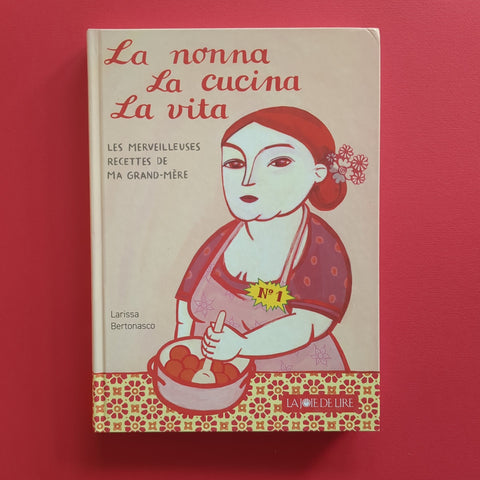 La nonna
La cucina
La vita
LES MERVEILLEUSES
RECETTES DE
MA GRAND-MÈRE
Nº 1
Larissa
Bertonasco
LA JOIE DE LIRE